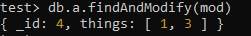 test> db.a.findAndModify(mod)
{ _id: 4, things: [ 1, 3 ] }